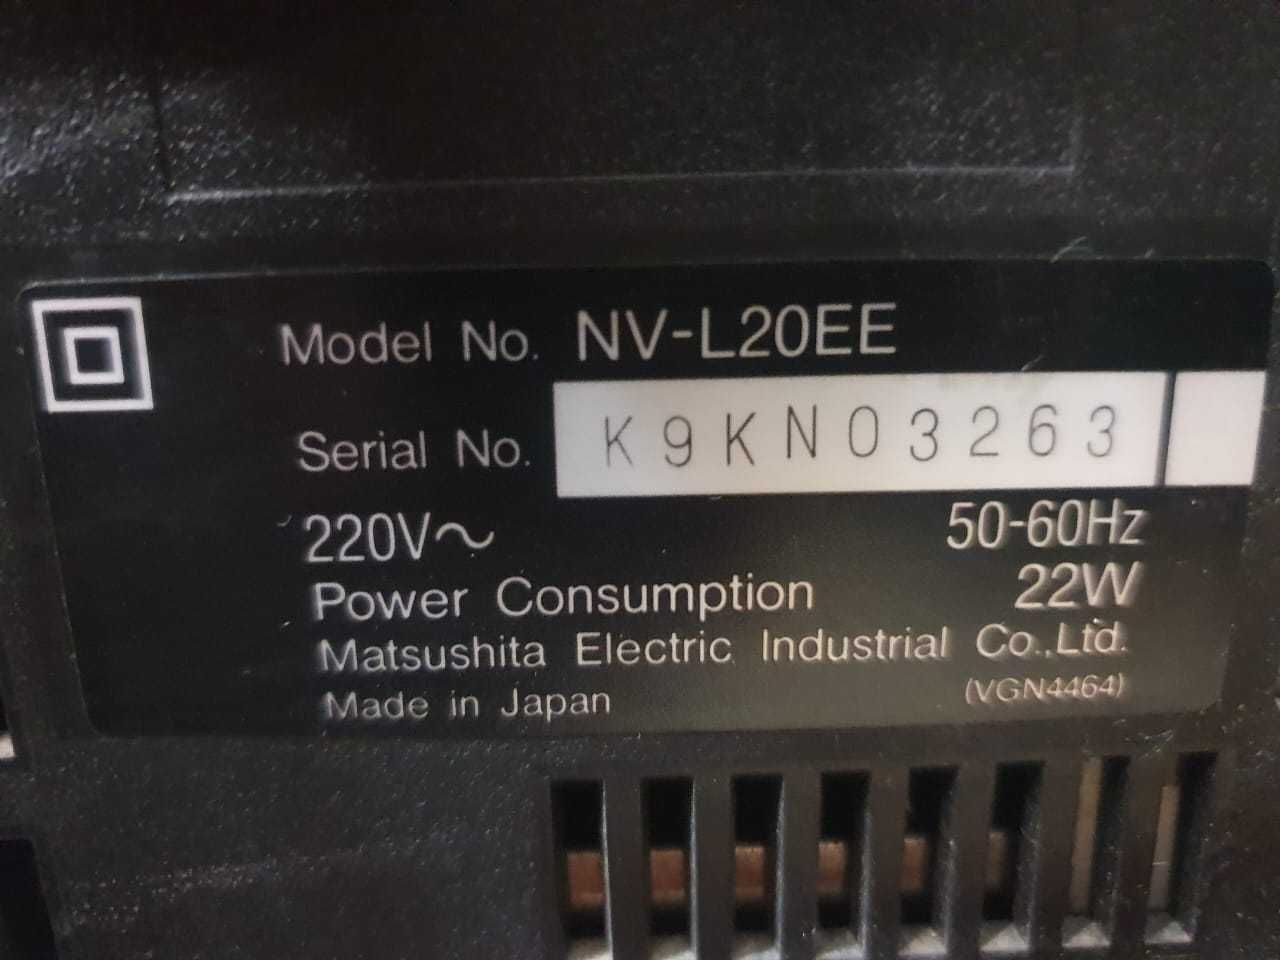 Model No. NV-L20EE
Serial No. K9KN03263
220V~ 50-60Hz
Power Consumption 22W
Matsushita Electric Industrial Co.,Ltd.
Made in Japan (VGN4464)